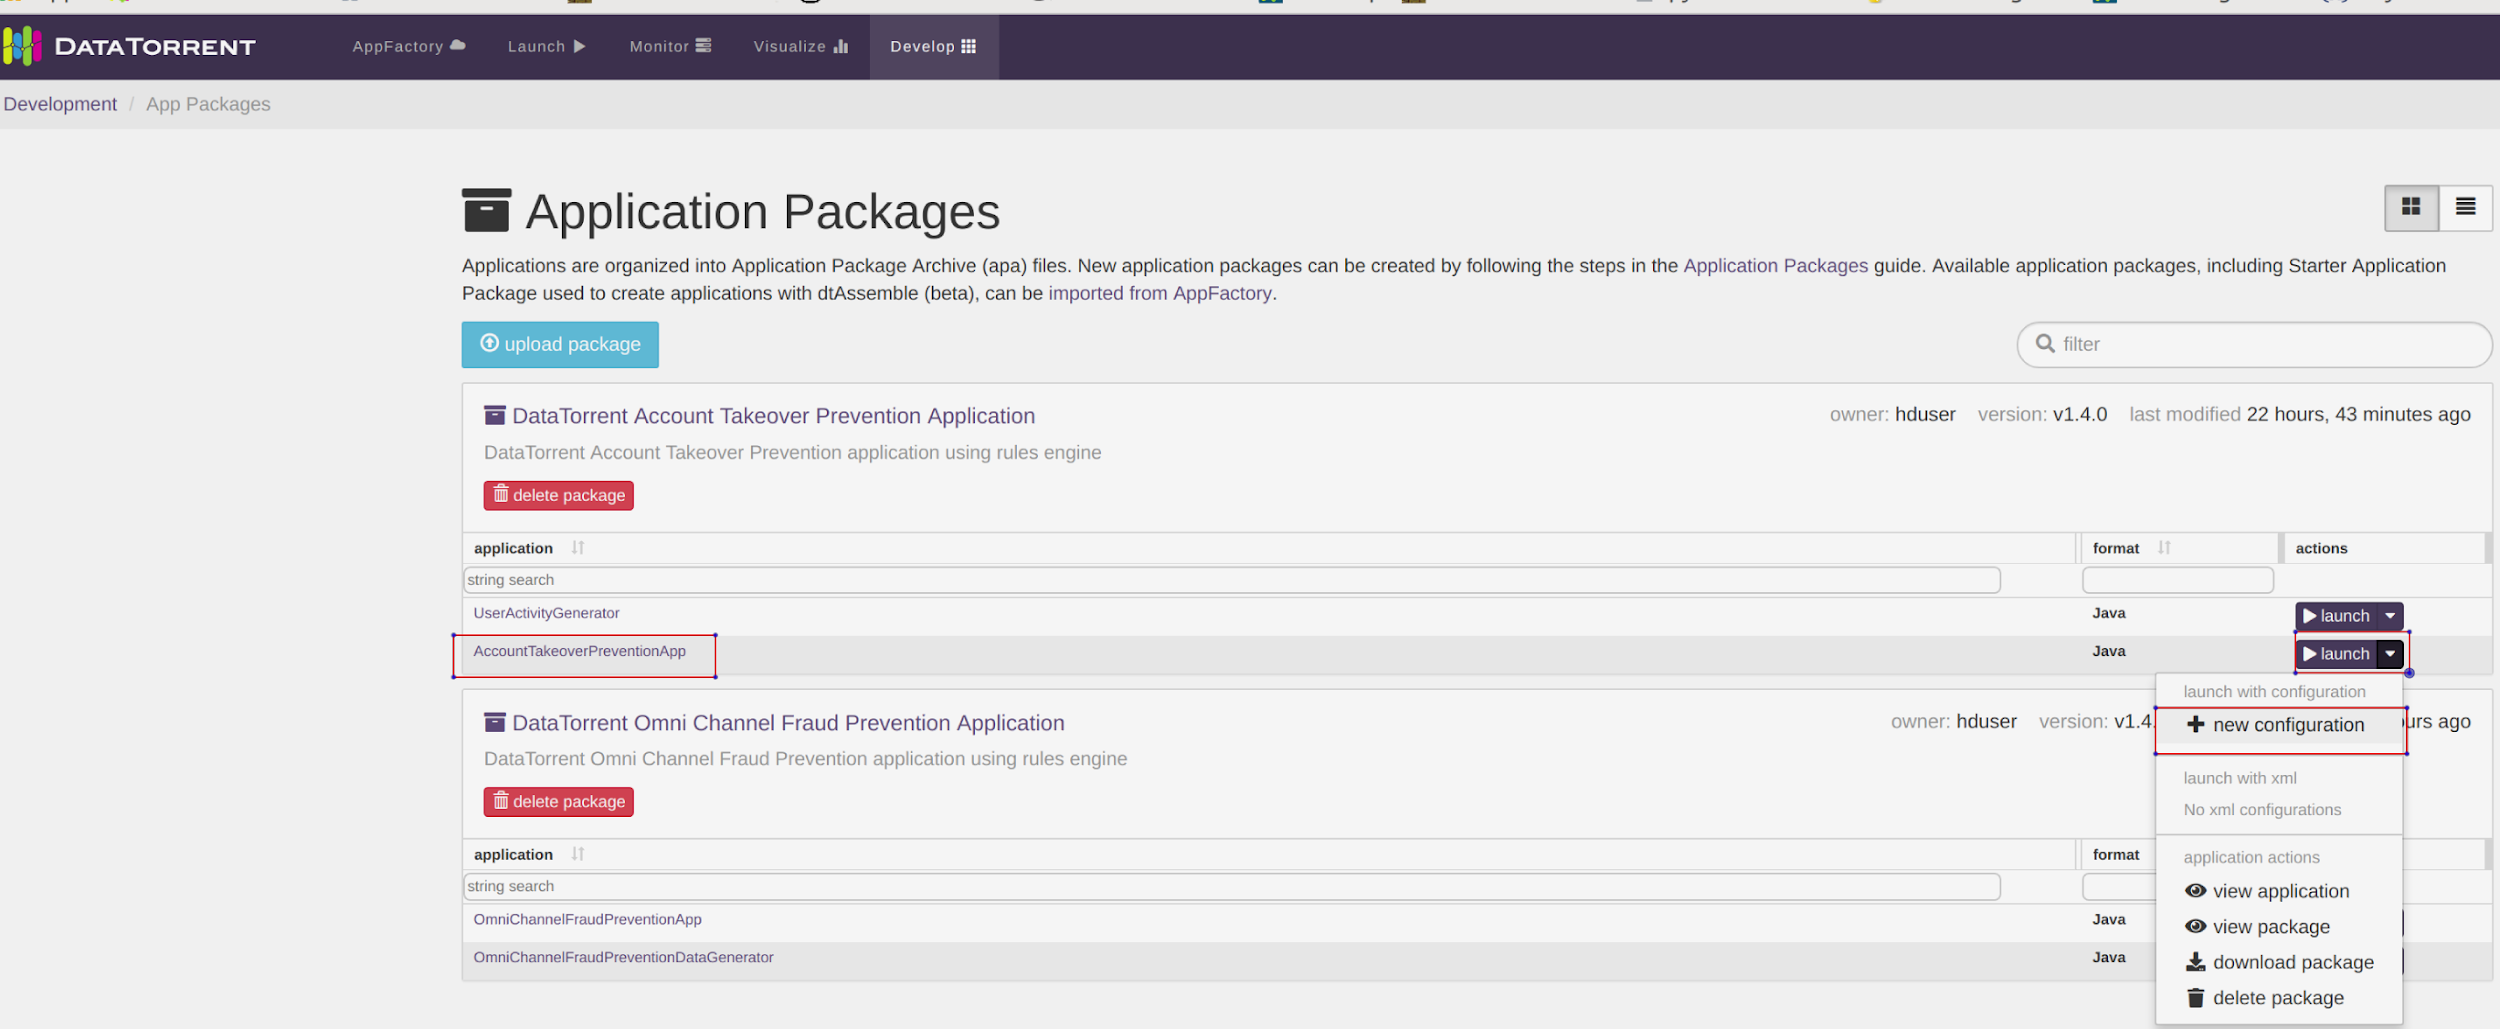 DATATORRENT AppFactory Launch Monitor Visualize Develop
Development / App Packages
Application Packages
Applications are organized into Application Package Archive (apa) files. New application packages can be created by following the steps in the Application Packages guide. Available application packages, including Starter Application
Package used to create applications with dtAssemble (beta), can be imported from AppFactory.
upload package filter
DataTorrent Account Takeover Prevention Application owner: hduser version: v1.4.0 last modified 22 hours, 43 minutes ago
DataTorrent Account Takeover Prevention application using rules engine
delete package
application format actions
string search
UserActivityGenerator Java launch
AccountTakeoverPreventionApp Java launch
launch with configuration
DataTorrent Omni Channel Fraud Prevention Application owner: hduser version: v1.4. urs ago
new configuration
DataTorrent Omni Channel Fraud Prevention application using rules engine
launch with xml
delete package
No xml configurations
application format
application actions
string search
view application
OmniChannelFraudPreventionApp Java
view package
OmniChannelFraudPreventionDataGenerator Java
download package
delete package